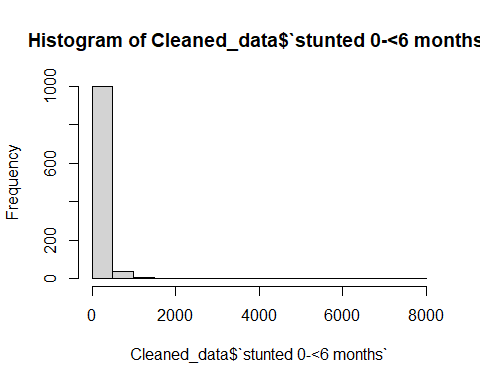 Histogram of Cleaned_data$`stunted 0-<6 months
1000
600
200
0
Frequency
0 2000 4000 6000 8000
Cleaned_data$`stunted 0-<6 months`